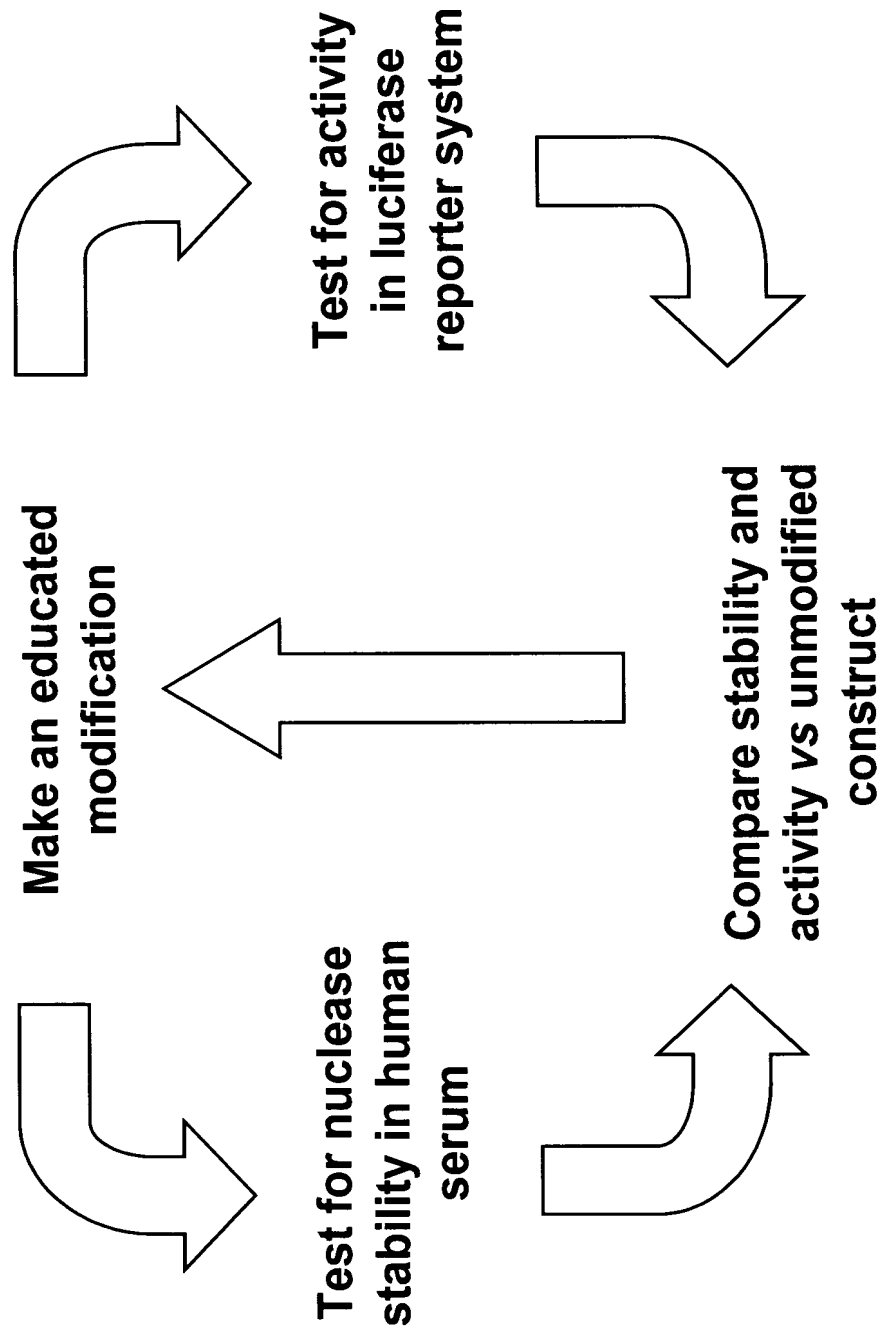 Make an educated
modification
Test for nuclease
stability in human
serum
Test for activity
in luciferase
reporter system
Compare stability and
activity vs unmodified
construct